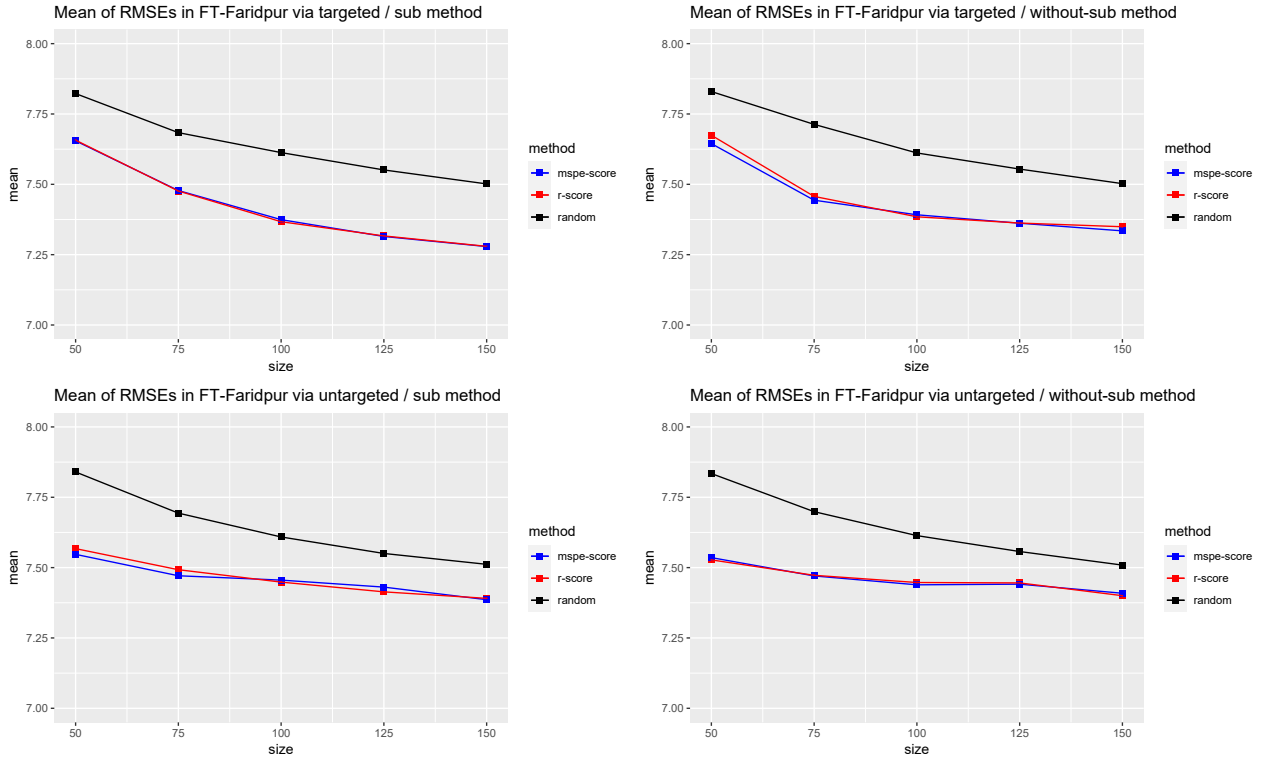 Mean of RMSEs in FT-Faridpur via targeted / sub method
8.00
7.75
7.50
7.25
7.00
mean
50 75 100 125 150
size
method
mspe-score
r-score
random
Mean of RMSEs in FT-Faridpur via targeted / without-sub method
8.00
7.75
7.50
7.25
7.00
mean
50 75 100 125 150
size
method
mspe-score
r-score
random
Mean of RMSEs in FT-Faridpur via untargeted / sub method
8.00
7.75
7.50
7.25
7.00
mean
50 75 100 125 150
size
method
mspe-score
r-score
random
Mean of RMSEs in FT-Faridpur via untargeted / without-sub method
8.00
7.75
7.50
7.25
7.00
mean
50 75 100 125 150
size
method
mspe-score
r-score
random